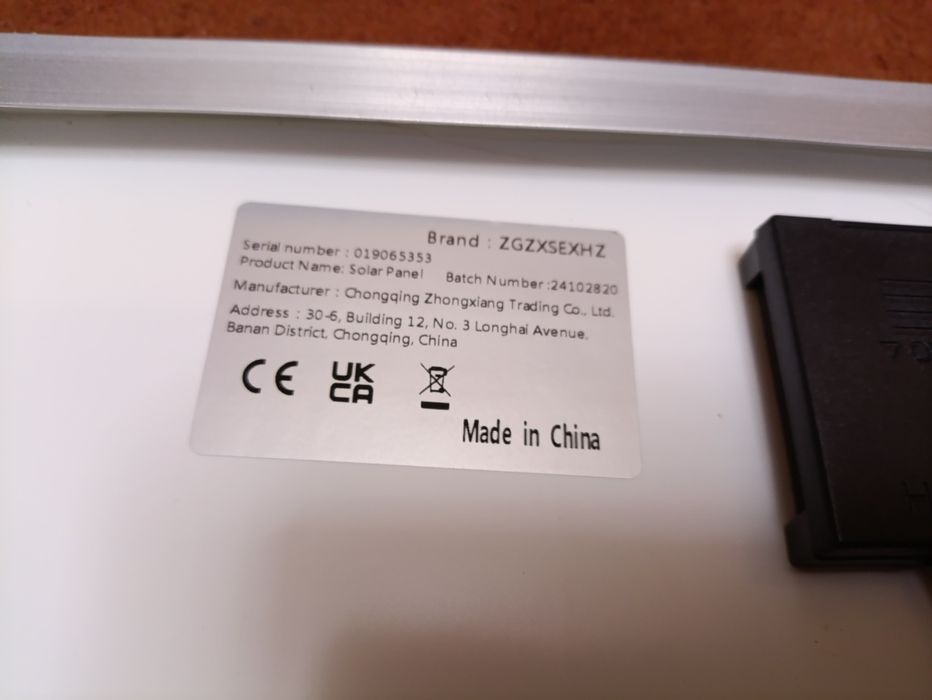 Brand : ZGZXSEXHZ
Serial number : 019065353
Product Name: Solar Panel Batch Number :24102820
Manufacturer : Chongqing Zhongxiang Trading Co., Ltd.
Address : 30-6, Building 12, No. 3 Longhai Avenue,
Banan District, Chongqing, China
CE UK
CA
Made in China